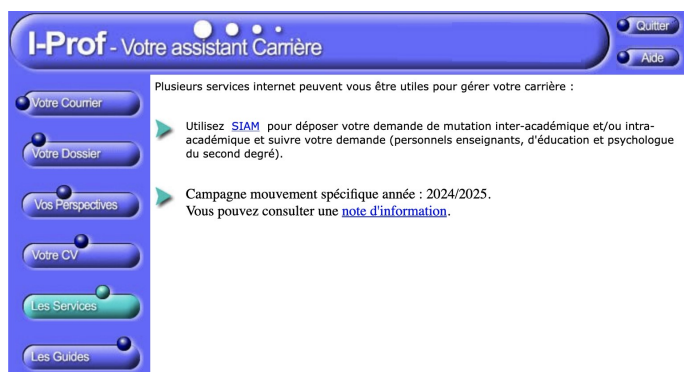 I-Prof - Votre assistant Carrière
Quitter
Aide
Votre Courrier
Votre Dossier
Vos Perspectives
Votre CV
Les Services
Les Guides
Plusieurs services internet peuvent vous être utiles pour gérer votre carrière :
Utilisez SIAM pour déposer votre demande de mutation inter-académique et/ou intra-
académique et suivre votre demande (personnels enseignants, d'éducation et psychologue
du second degré).
Campagne mouvement spécifique année : 2024/2025.
Vous pouvez consulter une note d'information.